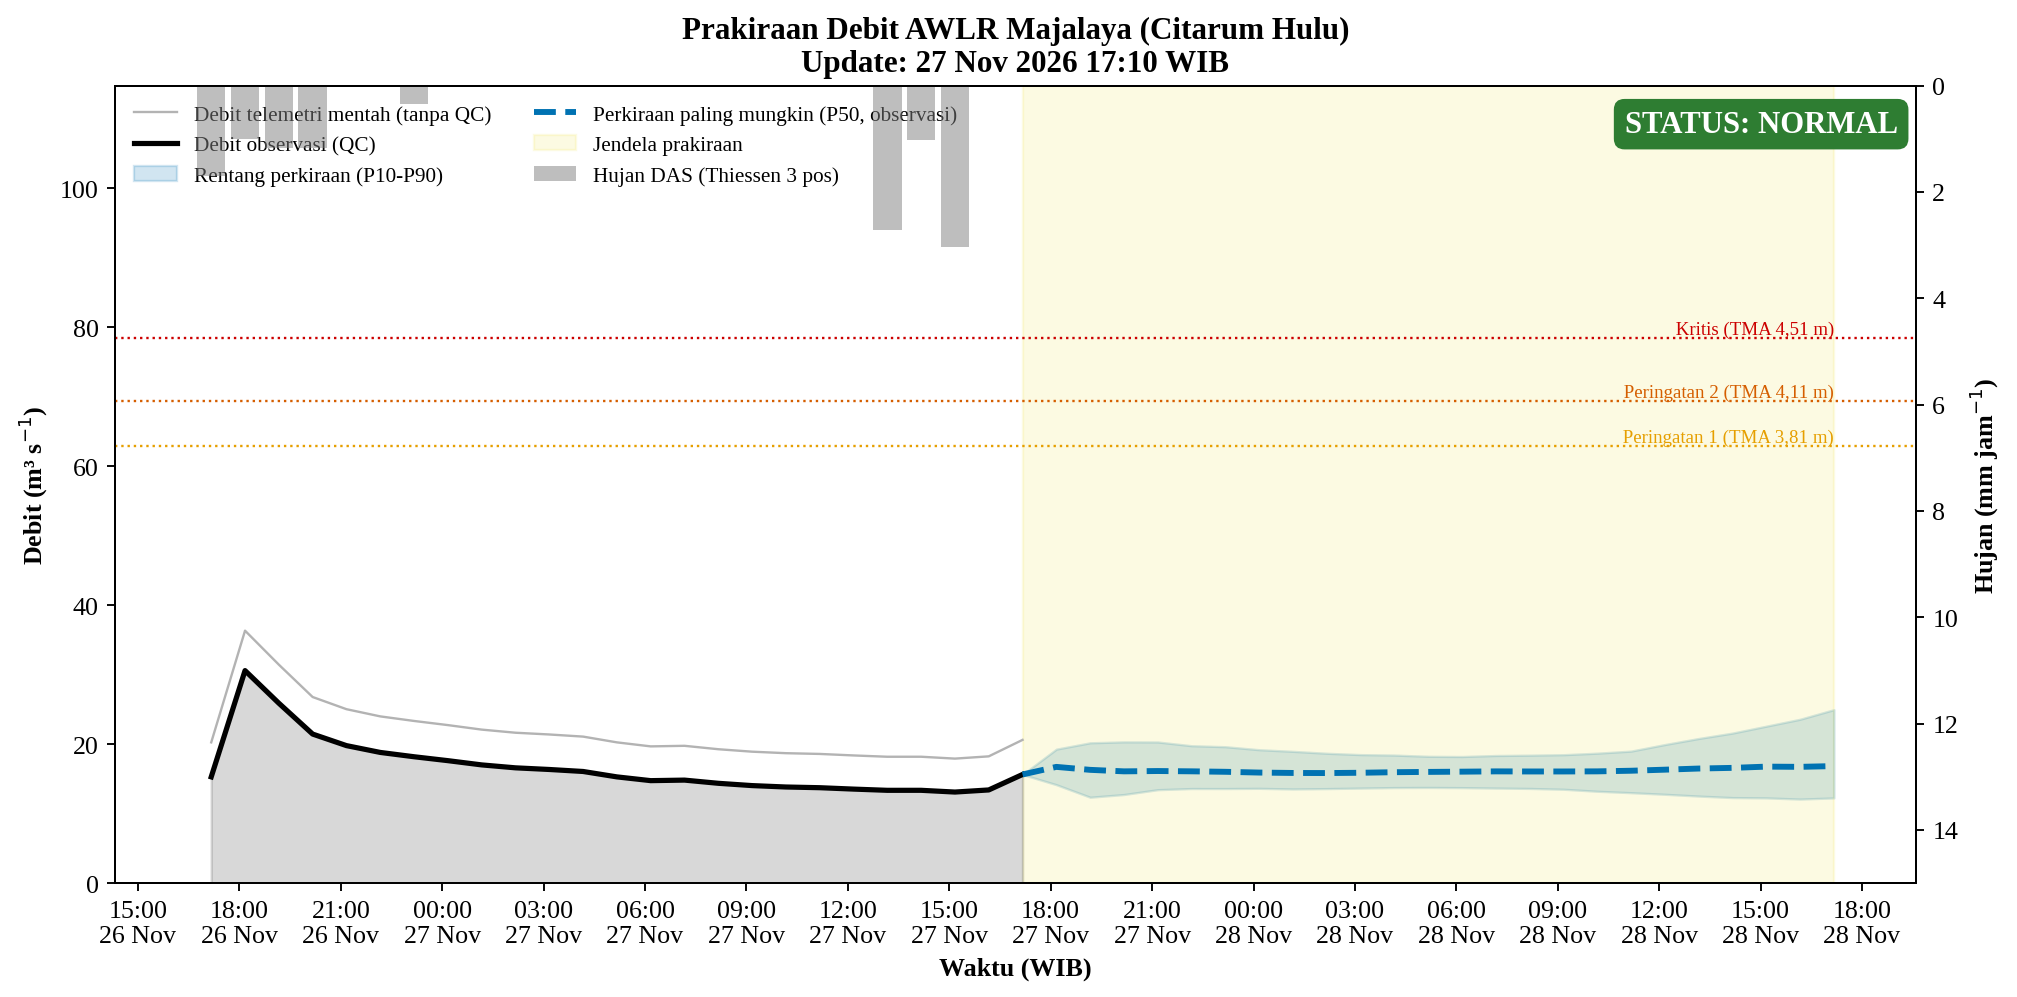 Prakiraan Debit AWLR Majalaya (Citarum Hulu)
Update: 27 Nov 2026 17:10 WIB
Debit telemetri mentah (tanpa QC)
Debit observasi (QC)
Rentang perkiraan (P10-P90)
Perkiraan paling mungkin (P50, observasi)
Jendela prakiraan
Hujan DAS (Thiessen 3 pos)
STATUS: NORMAL
Kritis (TMA 4,51 m)
Peringatan 2 (TMA 4,11 m)
Peringatan 1 (TMA 3,81 m)
Debit (m³ s⁻¹)
100
80
60
40
20
0
Hujan (mm jam⁻¹)
0
2
4
6
8
10
12
14
15:00 18:00 21:00 00:00 03:00 06:00 09:00 12:00 15:00 18:00 21:00 00:00 03:00 06:00 09:00 12:00 15:00 18:00
26 Nov 26 Nov 26 Nov 27 Nov 27 Nov 27 Nov 27 Nov 27 Nov 27 Nov 27 Nov 27 Nov 28 Nov 28 Nov 28 Nov 28 Nov 28 Nov 28 Nov 28 Nov
Waktu (WIB)